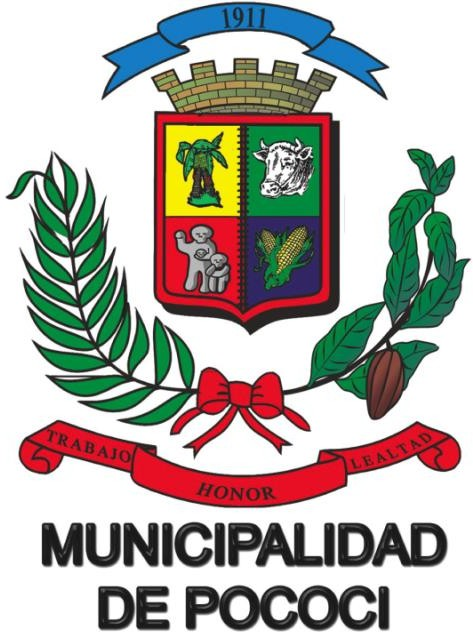 1911
TRABAJO
HONOR
LEALTAD
MUNICIPALIDAD
DE POCOCI